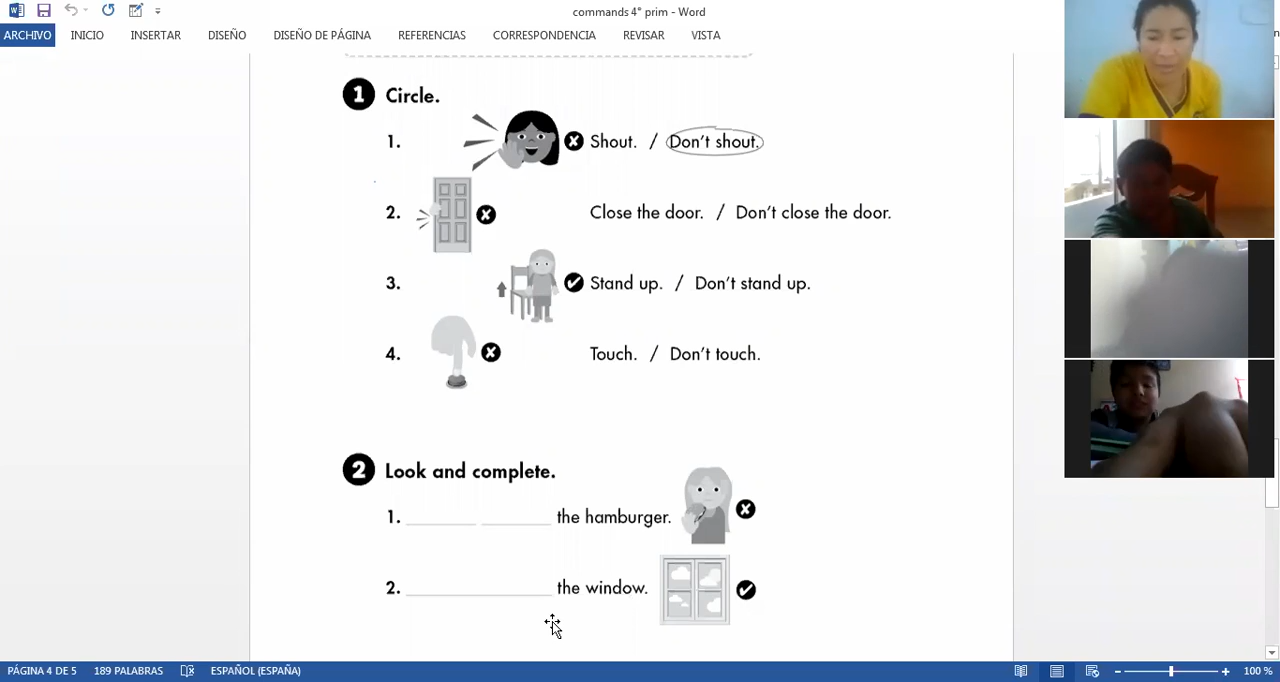 commands 4° prim - Word
ARCHIVO INICIO INSERTAR DISEÑO DISEÑO DE PÁGINA REFERENCIAS CORRESPONDENCIA REVISAR VISTA
1 Circle.
1. Shout. / Don't shout.
2. Close the door. / Don't close the door.
3. Stand up. / Don't stand up.
4. Touch. / Don't touch.
2 Look and complete.
1. ________ ________ the hamburger.
2. ________________ the window.
PÁGINA 4 DE 5 189 PALABRAS ESPAÑOL (ESPAÑA) 100 %